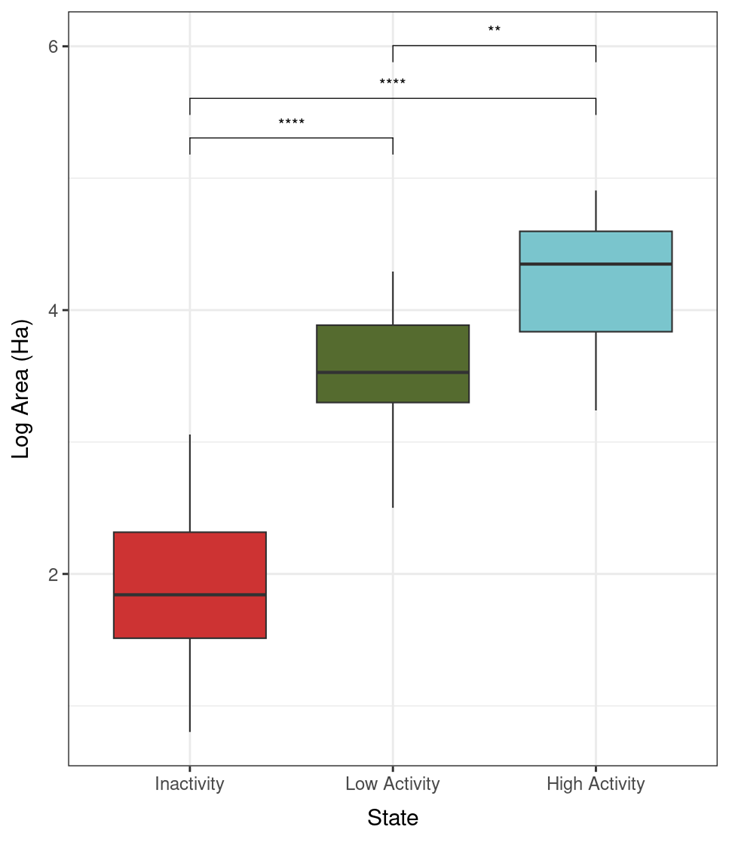 **
6
****
****
4
2
Log Area (Ha)
Inactivity Low Activity High Activity
State